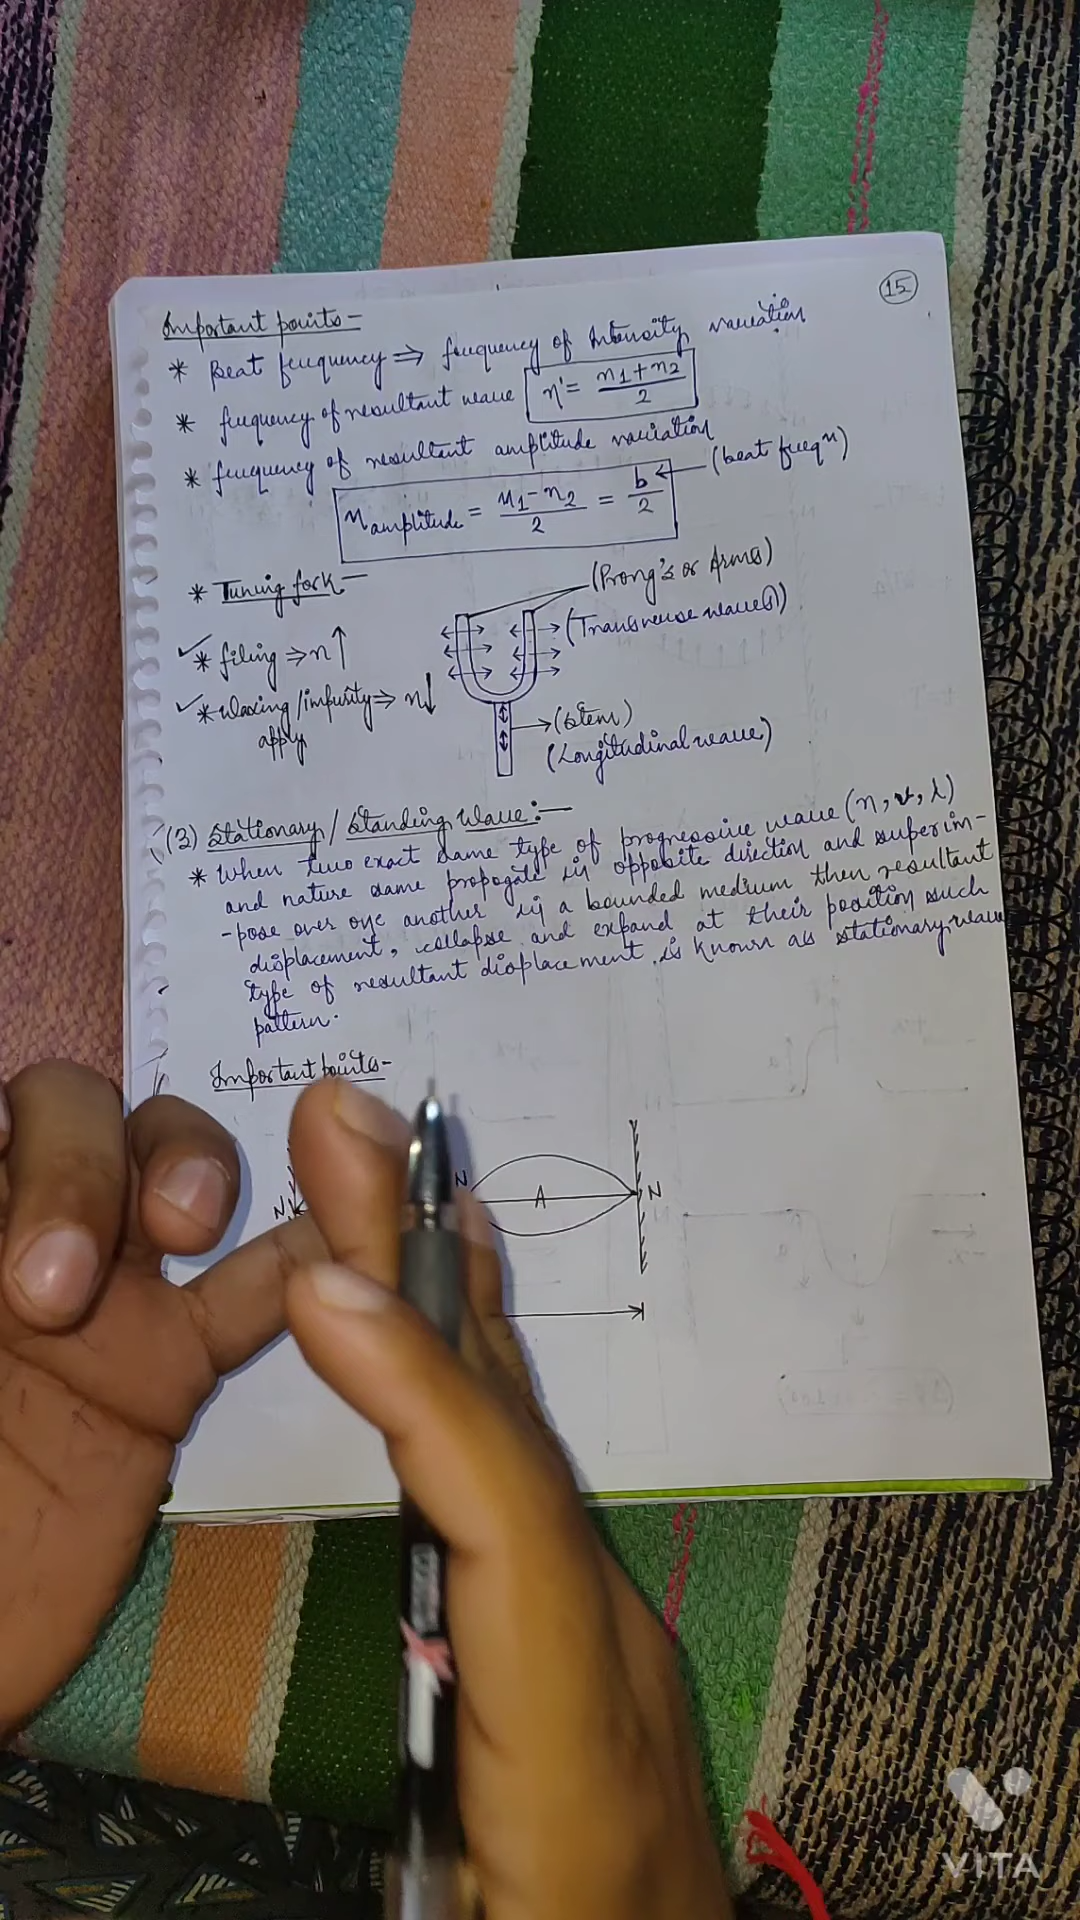 15
Important points-
* Beat frequency ⇒ frequency of Intensity variation
* frequency of resultant wave n' = n1+n2 / 2
* frequency of resultant amplitude variation
n amplitude = n1-n2 / 2 = b / 2 ← (beat freqn)
* Tuning fork-
(Prong's or Arms)
(Transverse waves)
✓* filing ⇒ n↑
✓* Waxing/impurity ⇒ n↓
apply
→(Stem)
(Longitudinal wave)
(3) Stationary/Standing Wave:-
* When two exact same type of progressive wave (n, v, λ)
and nature same propogate in opposite direction and superim-
-pose over one another in a bounded medium then resultant
displacement, collapse and expand at their position such
type of resultant displacement is known as stationary wave
pattern.
Important points-
N N A N
VITA